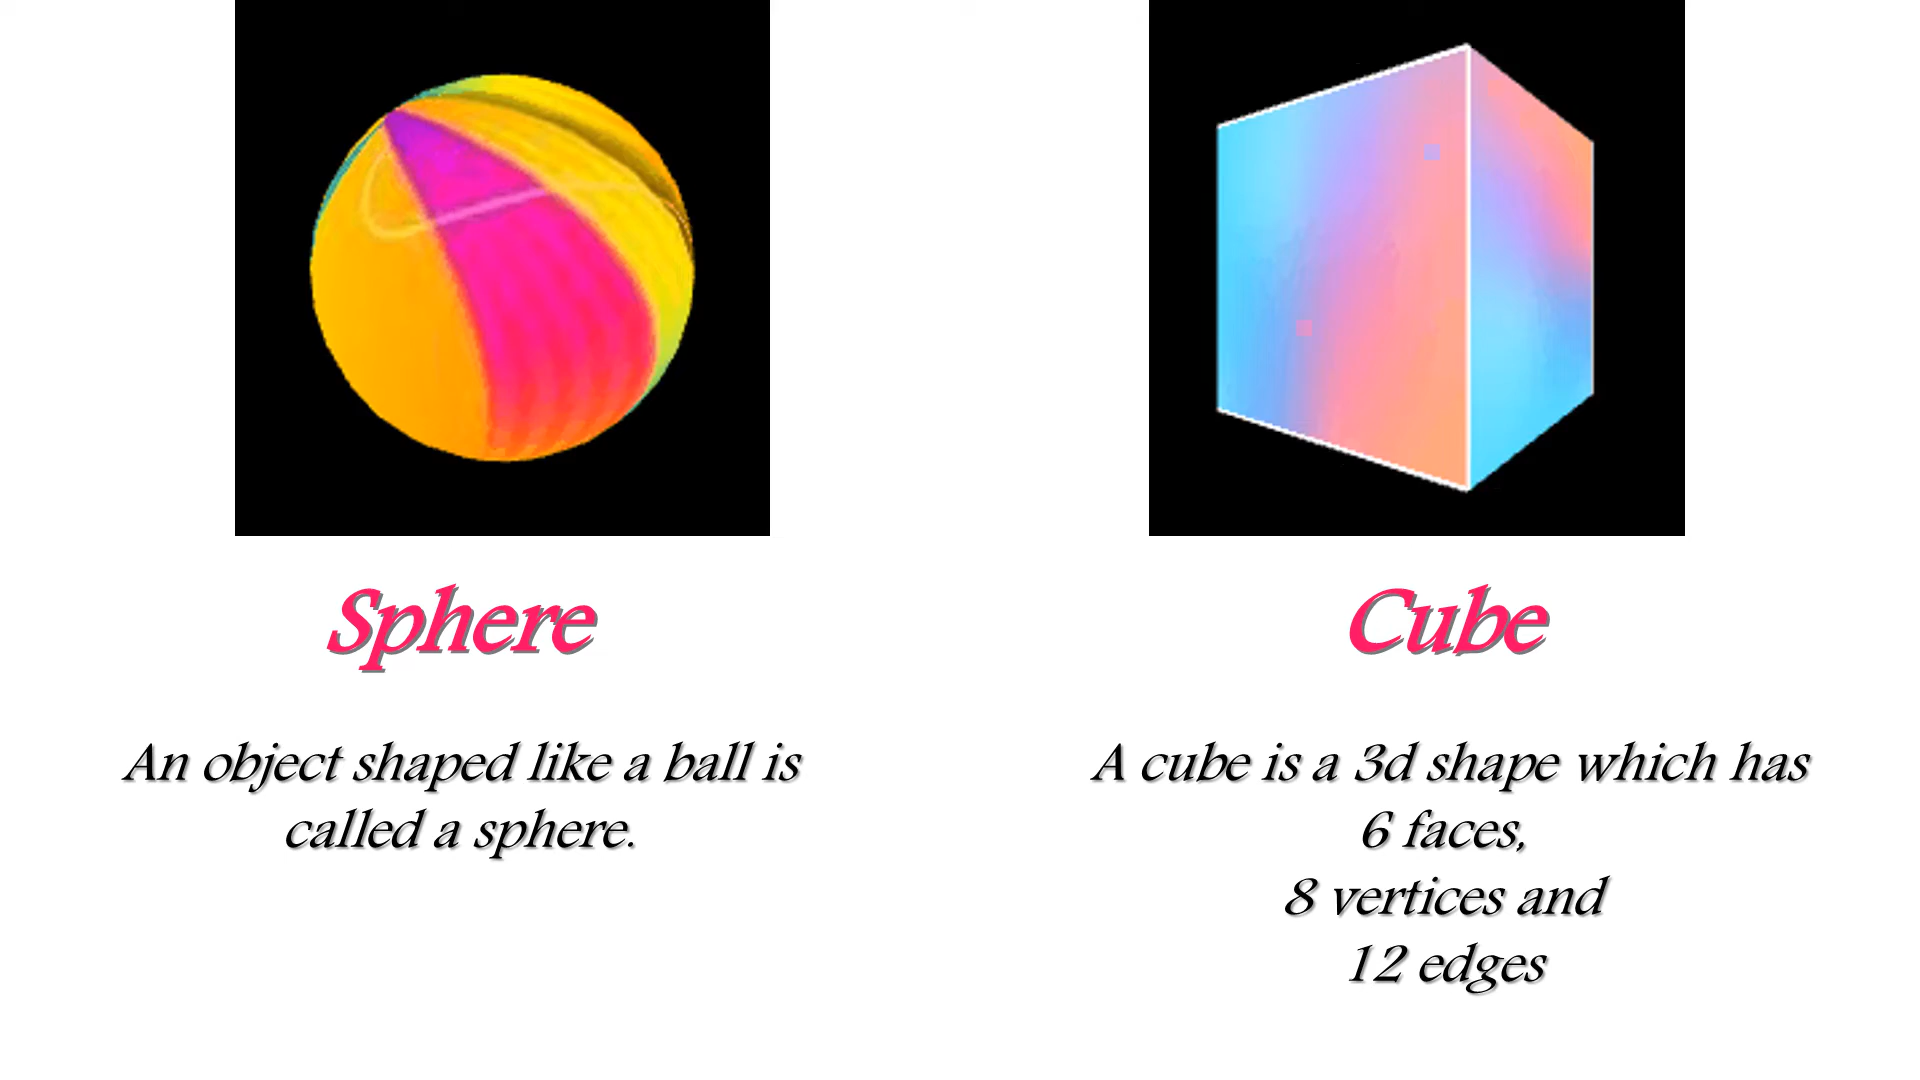 Sphere
An object shaped like a ball is
called a sphere.
Cube
A cube is a 3d shape which has
6 faces,
8 vertices and
12 edges